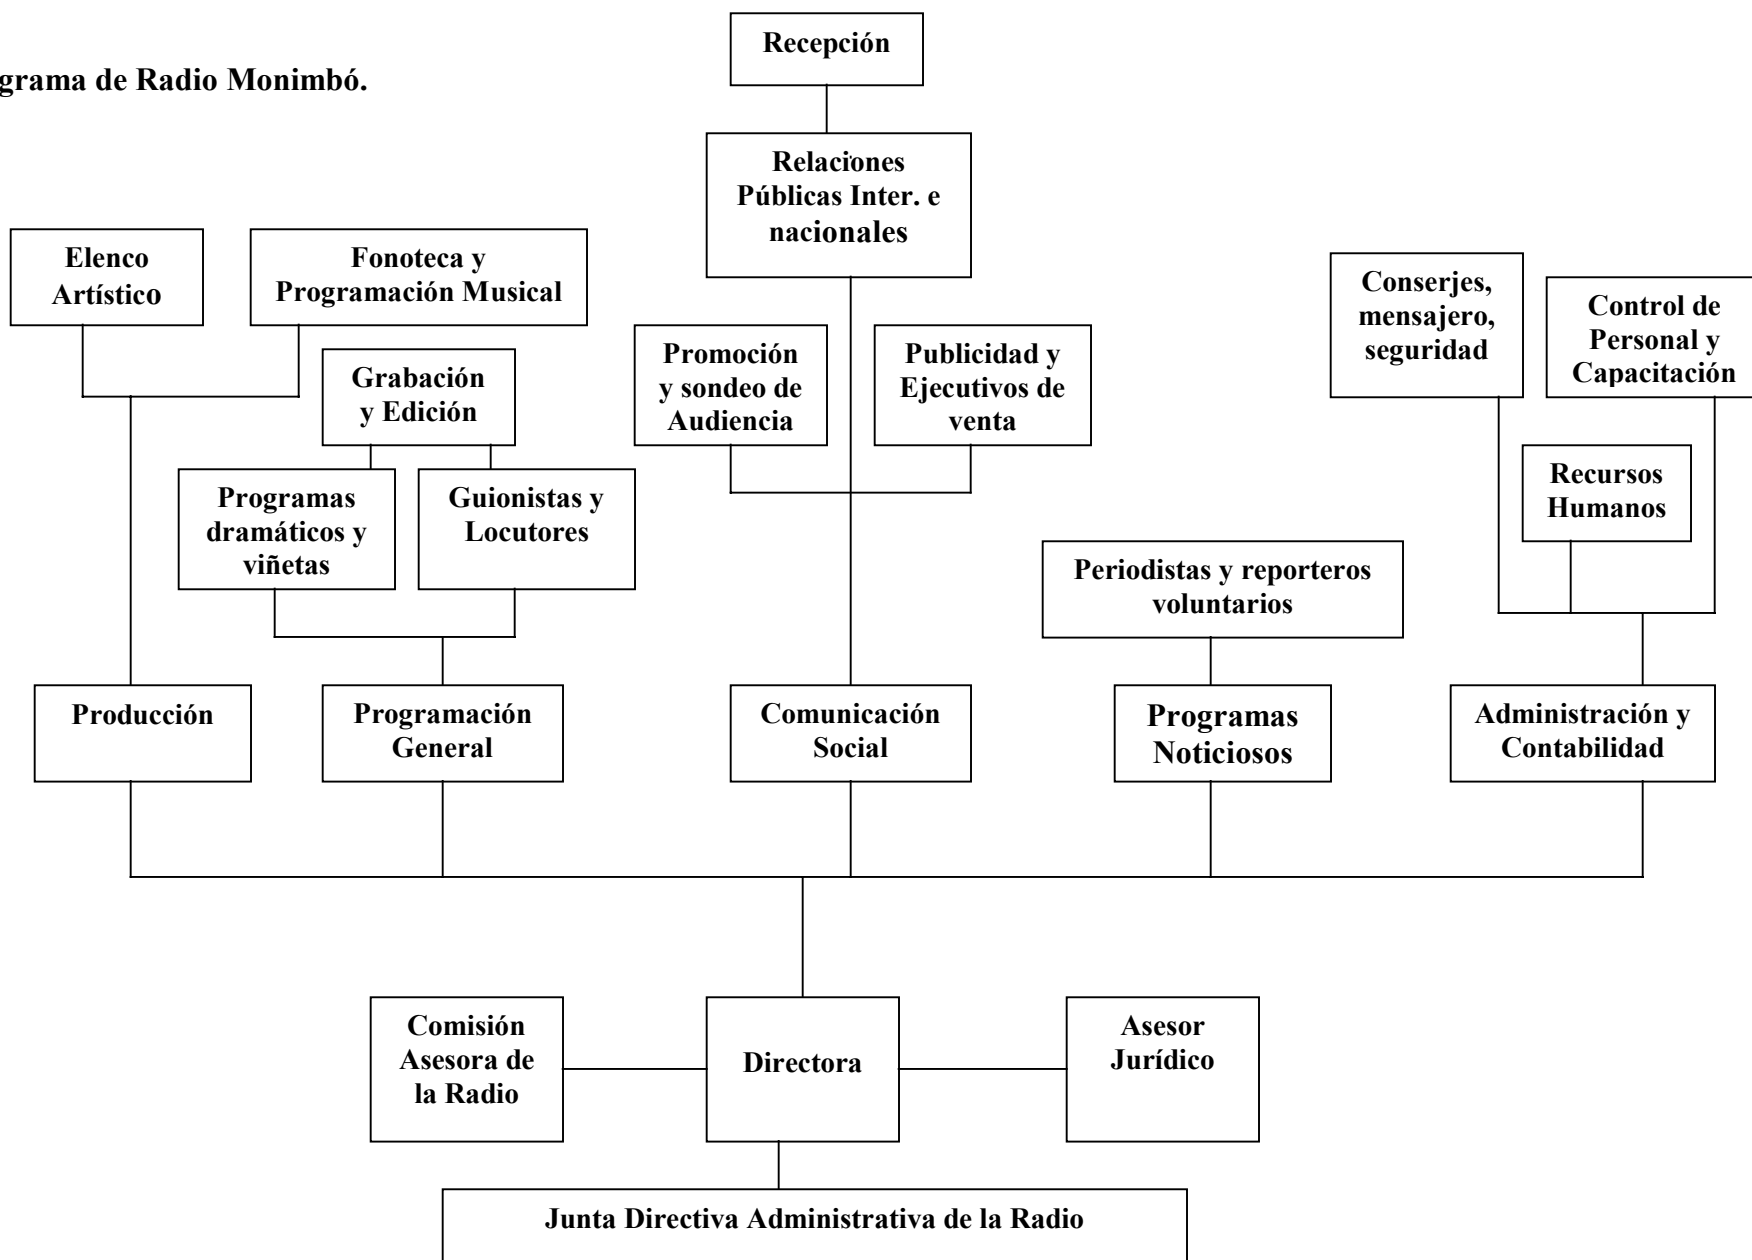 Recepción
grama de Radio Monimbó.
Relaciones
Públicas Inter. e
nacionales
Elenco
Artístico
Fonoteca y
Programación Musical
Conserjes,
mensajero,
seguridad
Control de
Personal y
Capacitación
Promoción
y sondeo de
Audiencia
Publicidad y
Ejecutivos de
venta
Grabación
y Edición
Recursos
Humanos
Programas
dramáticos y
viñetas
Guionistas y
Locutores
Periodistas y reporteros
voluntarios
Producción
Programación
General
Comunicación
Social
Programas
Noticiosos
Administración y
Contabilidad
Comisión
Asesora de
la Radio
Directora
Asesor
Jurídico
Junta Directiva Administrativa de la Radio